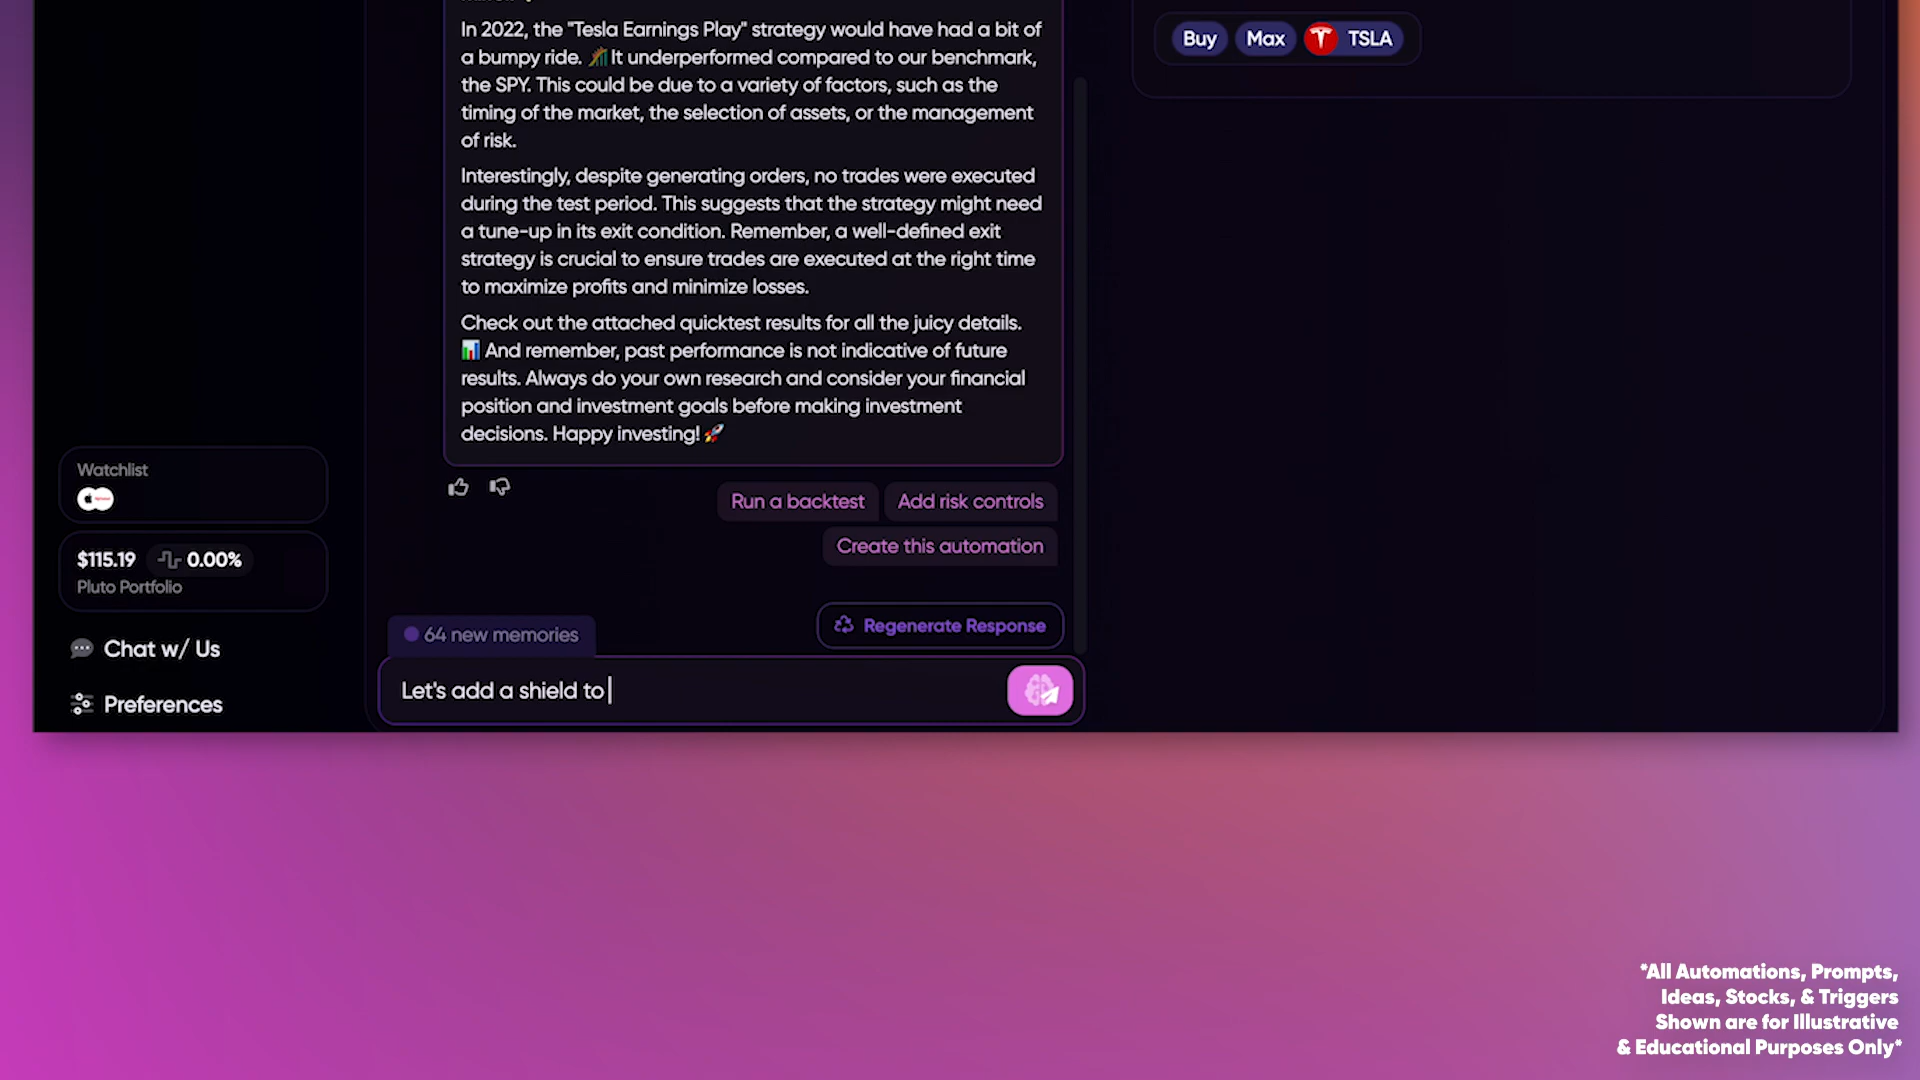 Buy Max TSLA
In 2022, the "Tesla Earnings Play" strategy would have had a bit of
a bumpy ride. 🎢It underperformed compared to our benchmark,
the SPY. This could be due to a variety of factors, such as the
timing of the market, the selection of assets, or the management
of risk.
Interestingly, despite generating orders, no trades were executed
during the test period. This suggests that the strategy might need
a tune-up in its exit condition. Remember, a well-defined exit
strategy is crucial to ensure trades are executed at the right time
to maximize profits and minimize losses.
Check out the attached quicktest results for all the juicy details.
📊 And remember, past performance is not indicative of future
results. Always do your own research and consider your financial
position and investment goals before making investment
decisions. Happy investing! 🚀
Run a backtest Add risk controls
Create this automation
Regenerate Response
64 new memories
Let's add a shield to
Watchlist
$115.19 0.00%
Pluto Portfolio
Chat w/ Us
Preferences
*All Automations, Prompts,
Ideas, Stocks, & Triggers
Shown are for Illustrative
& Educational Purposes Only*